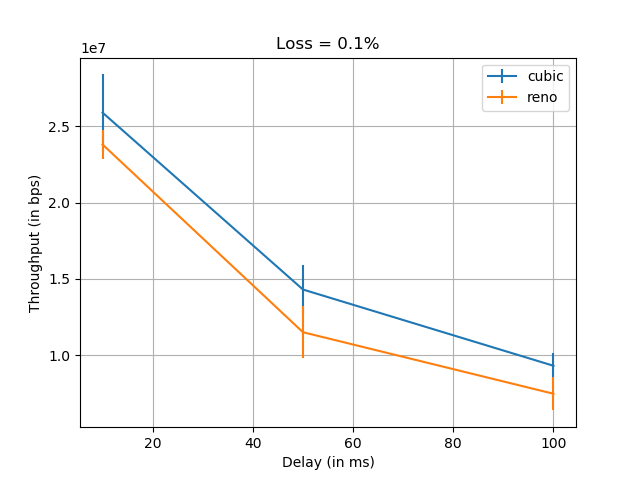 Loss = 0.1%
1e7
cubic
reno
2.5
2.0
1.5
1.0
Throughput (in bps)
20
40
60
80
100
Delay (in ms)